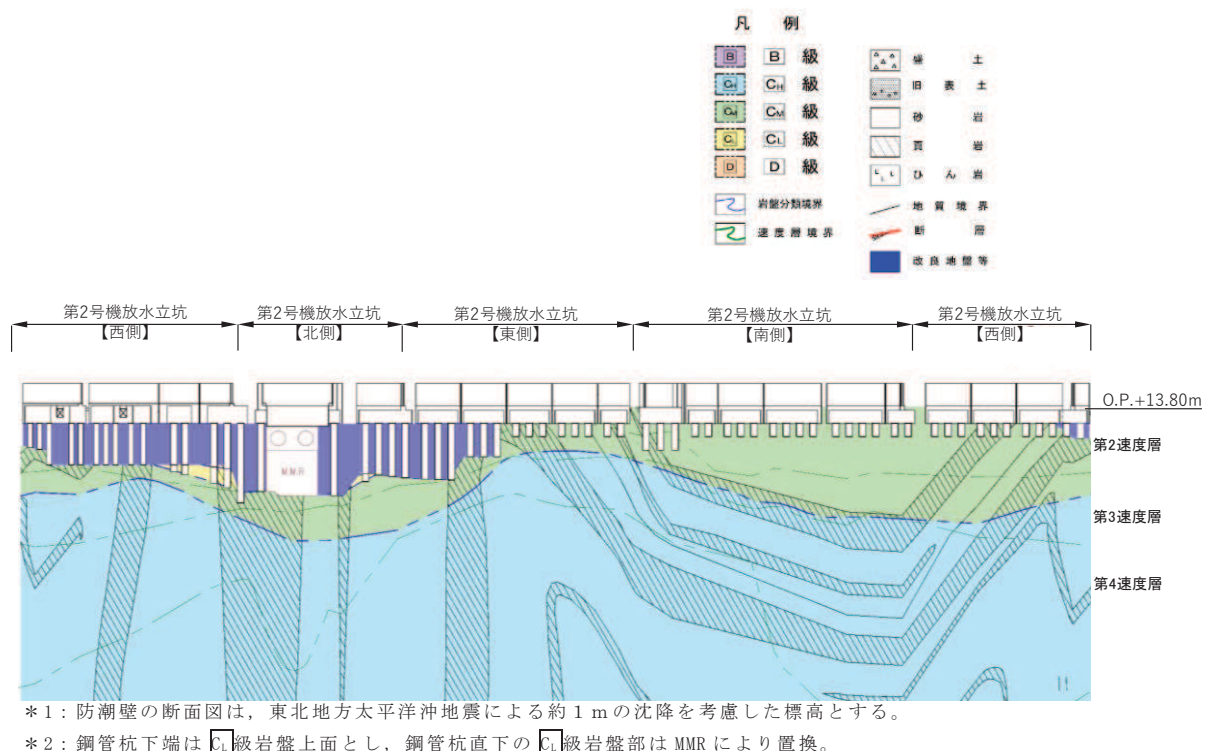 凡 例
B B 級
CH CH 級
CM CM 級
CL CL 級
D D 級
岩盤分類境界
速度層境界
盛土
旧表土
砂岩
頁岩
ひん岩
地質境界
断層
改良地盤等
第2号機放水立坑
【西側】
第2号機放水立坑
【北側】
第2号機放水立坑
【東側】
第2号機放水立坑
【南側】
第2号機放水立坑
【西側】
O.P.+13.80m
第2速度層
第3速度層
第4速度層
MMR
*1：防潮壁の断面図は，東北地方太平洋沖地震による約1mの沈降を考慮した標高とする。
*2：鋼管杭下端はCL級岩盤上面とし，鋼管杭直下のCL級岩盤部はMMRにより置換。